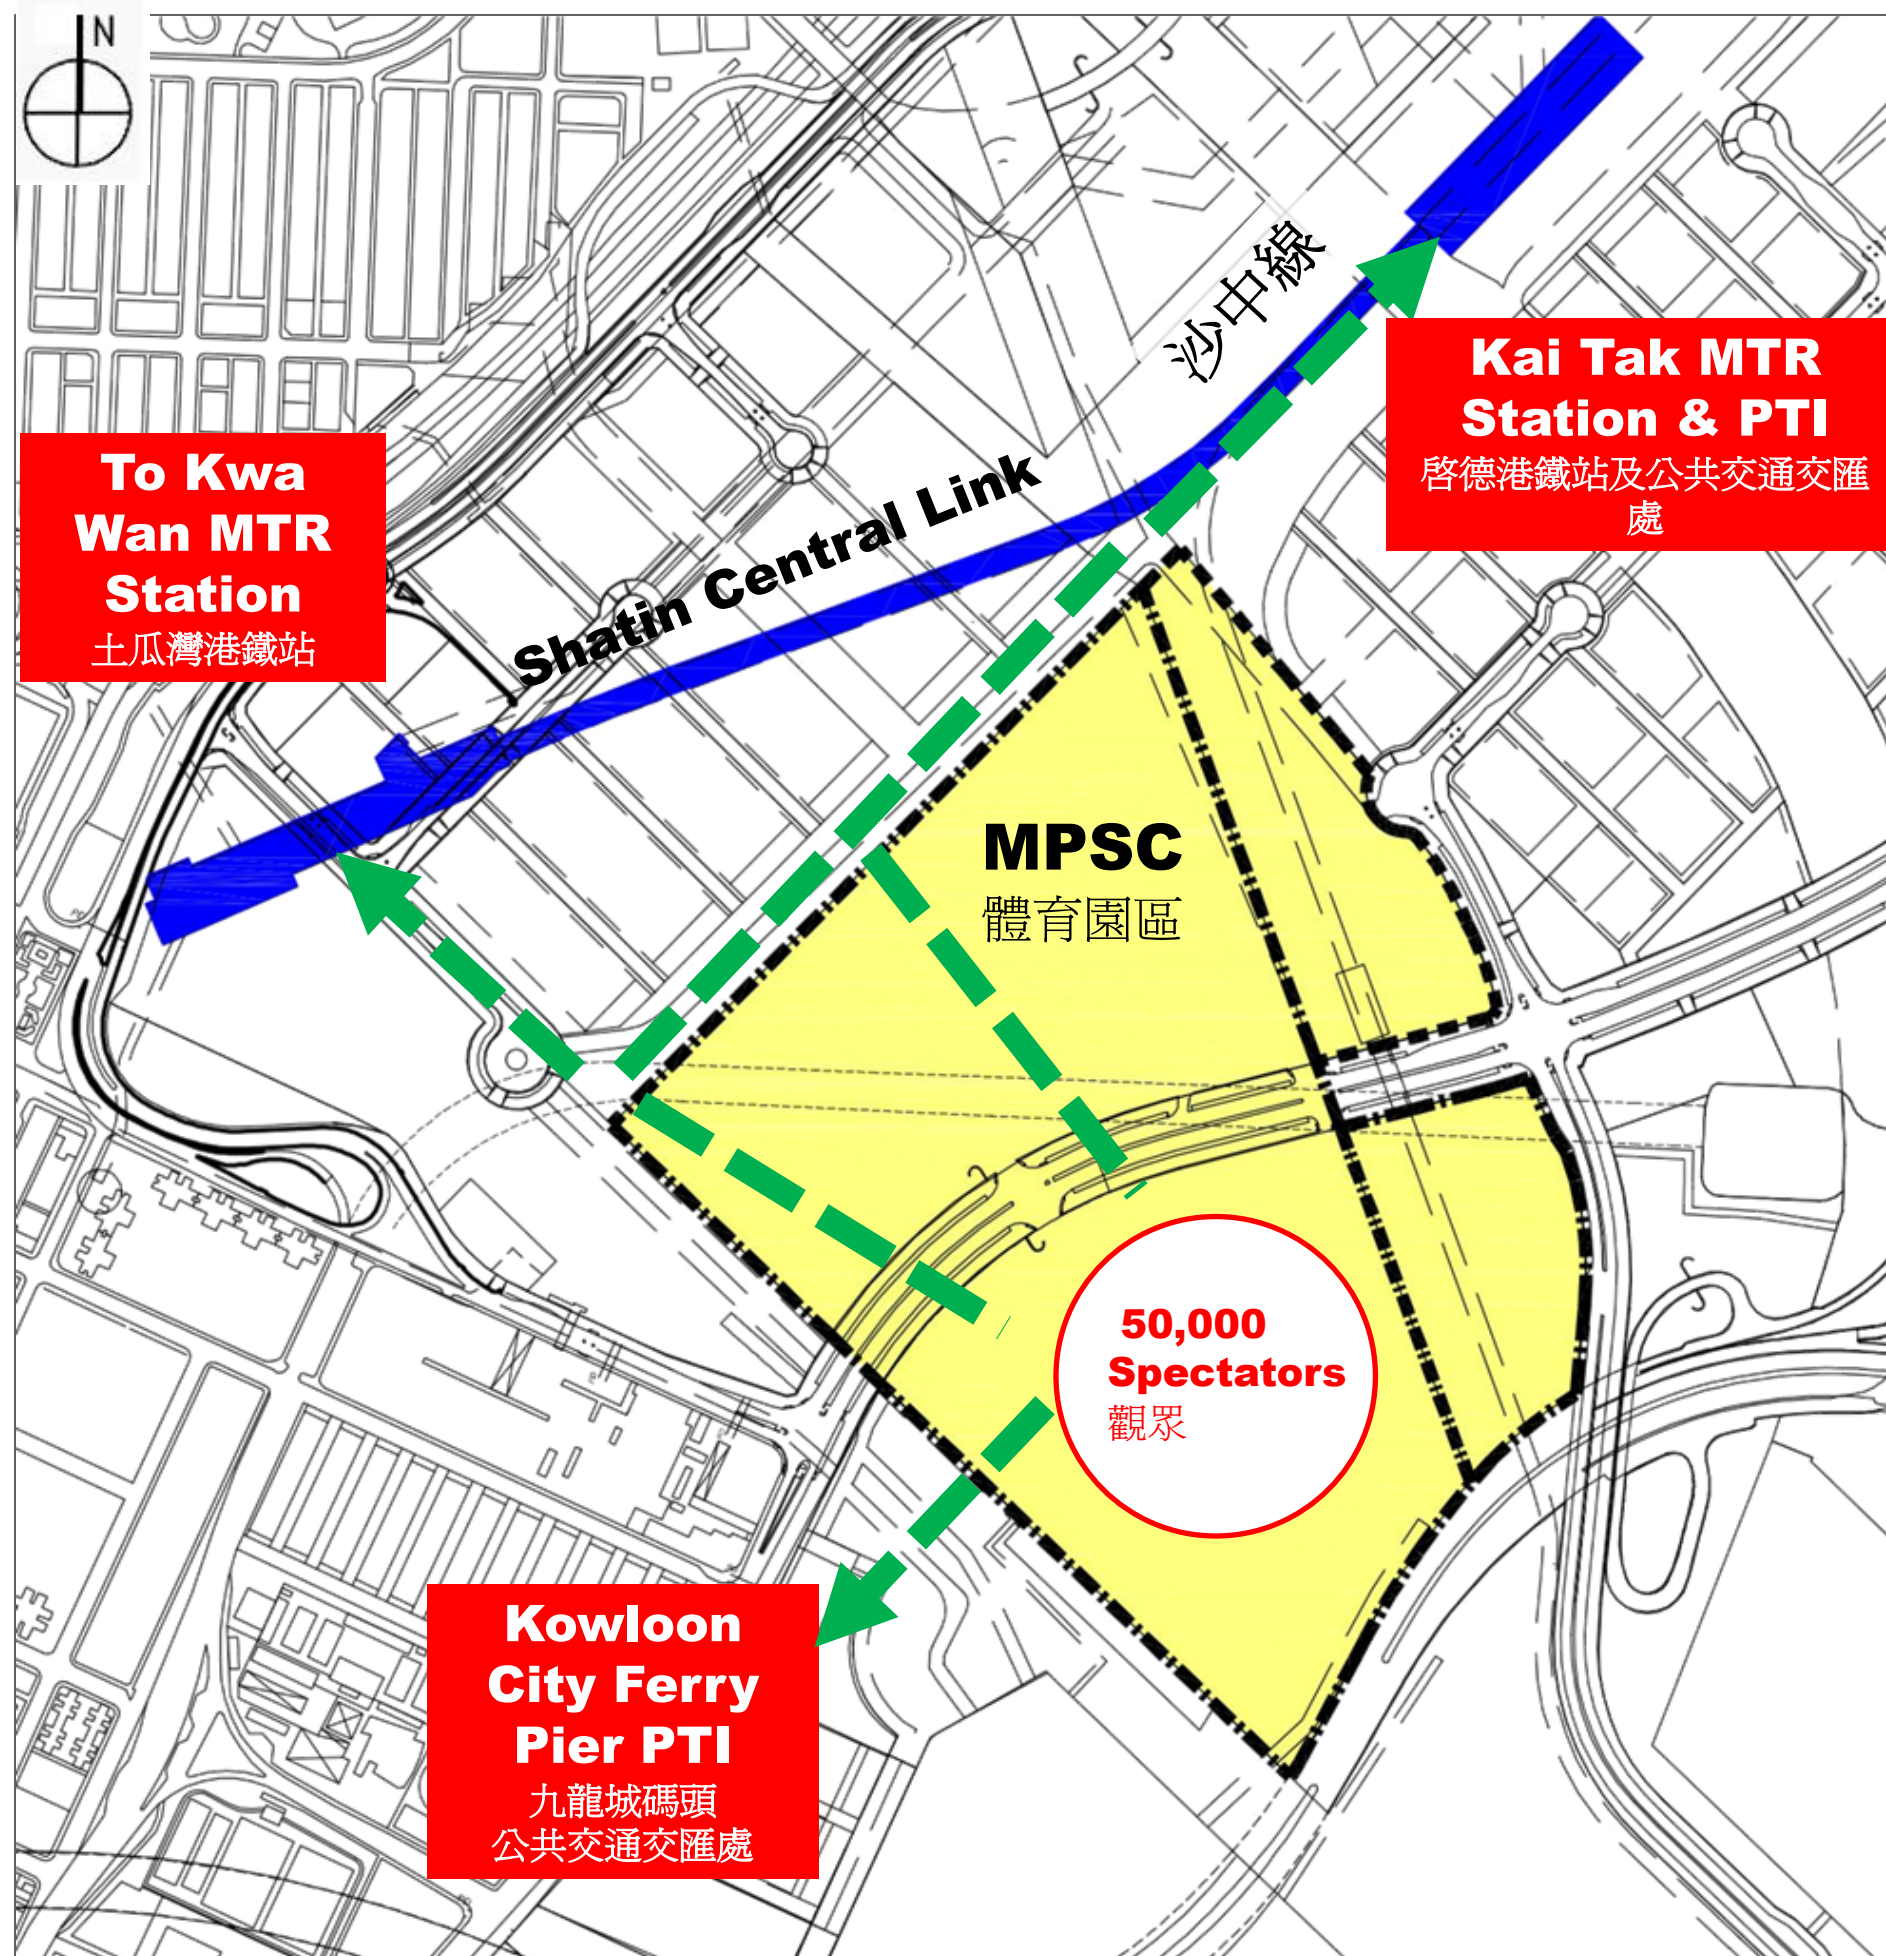 N
沙中線
Kai Tak MTR
Station & PTI
啓德港鐵站及公共交通交匯
處
To Kwa
Wan MTR
Station
土瓜灣港鐵站
Shatin Central Link
MPSC
體育園區
50,000
Spectators
觀眾
Kowloon
City Ferry
Pier PTI
九龍城碼頭
公共交通交匯處